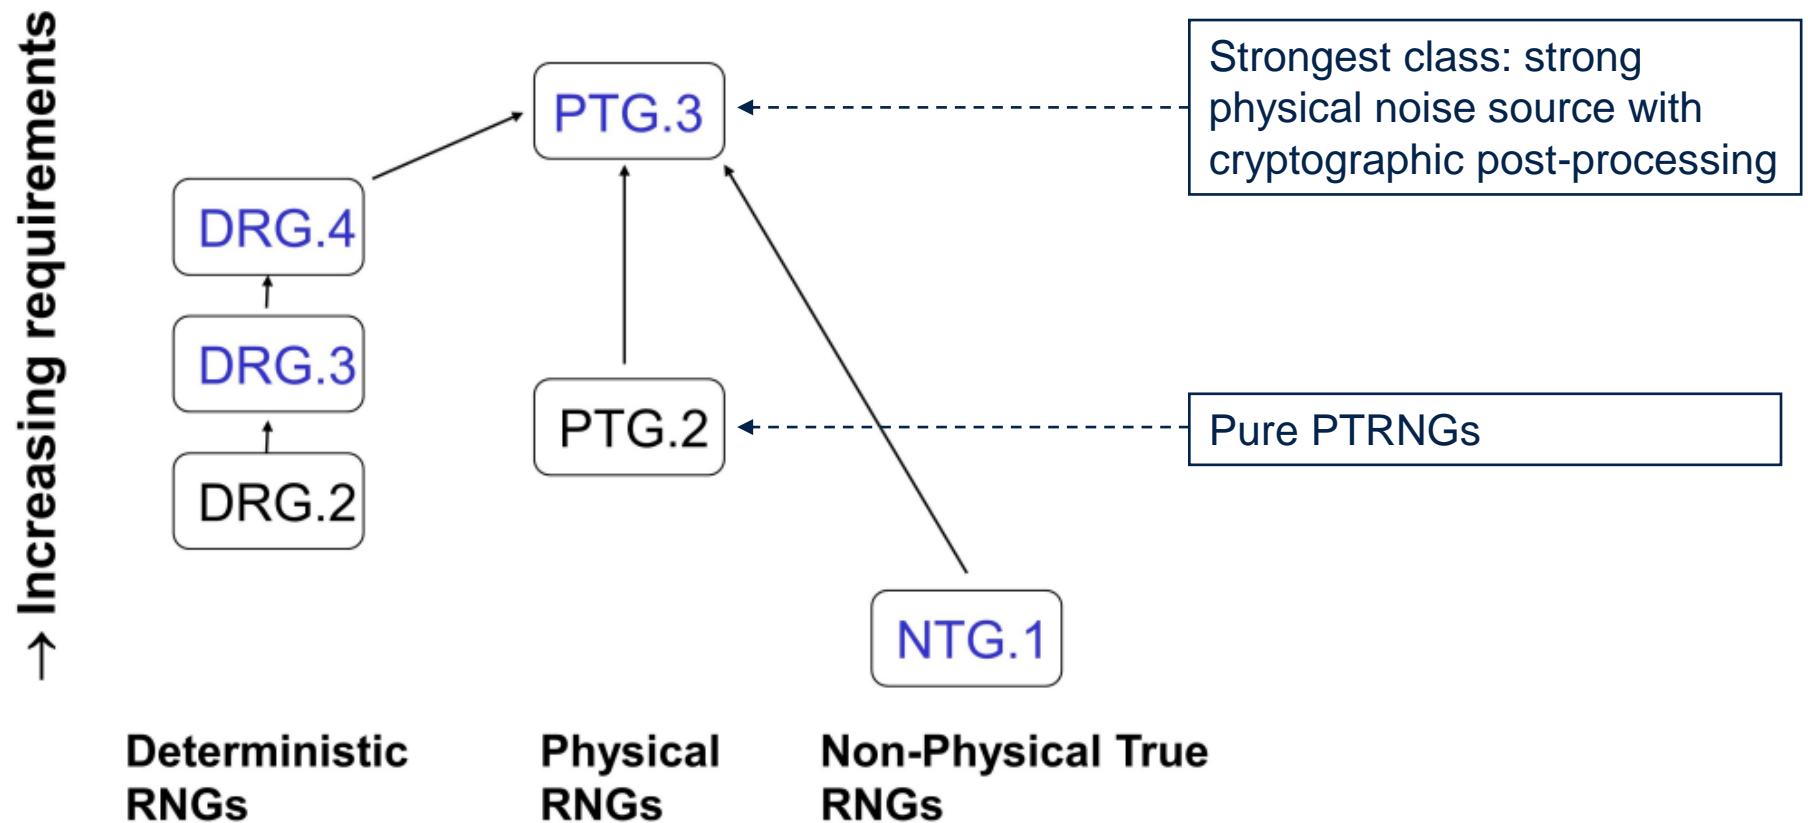 → Increasing requirements
PTG.3
Strongest class: strong
physical noise source with
cryptographic post-processing
DRG.4
DRG.3
PTG.2
Pure PTRNGs
DRG.2
NTG.1
Deterministic
RNGs
Physical
RNGs
Non-Physical True
RNGs